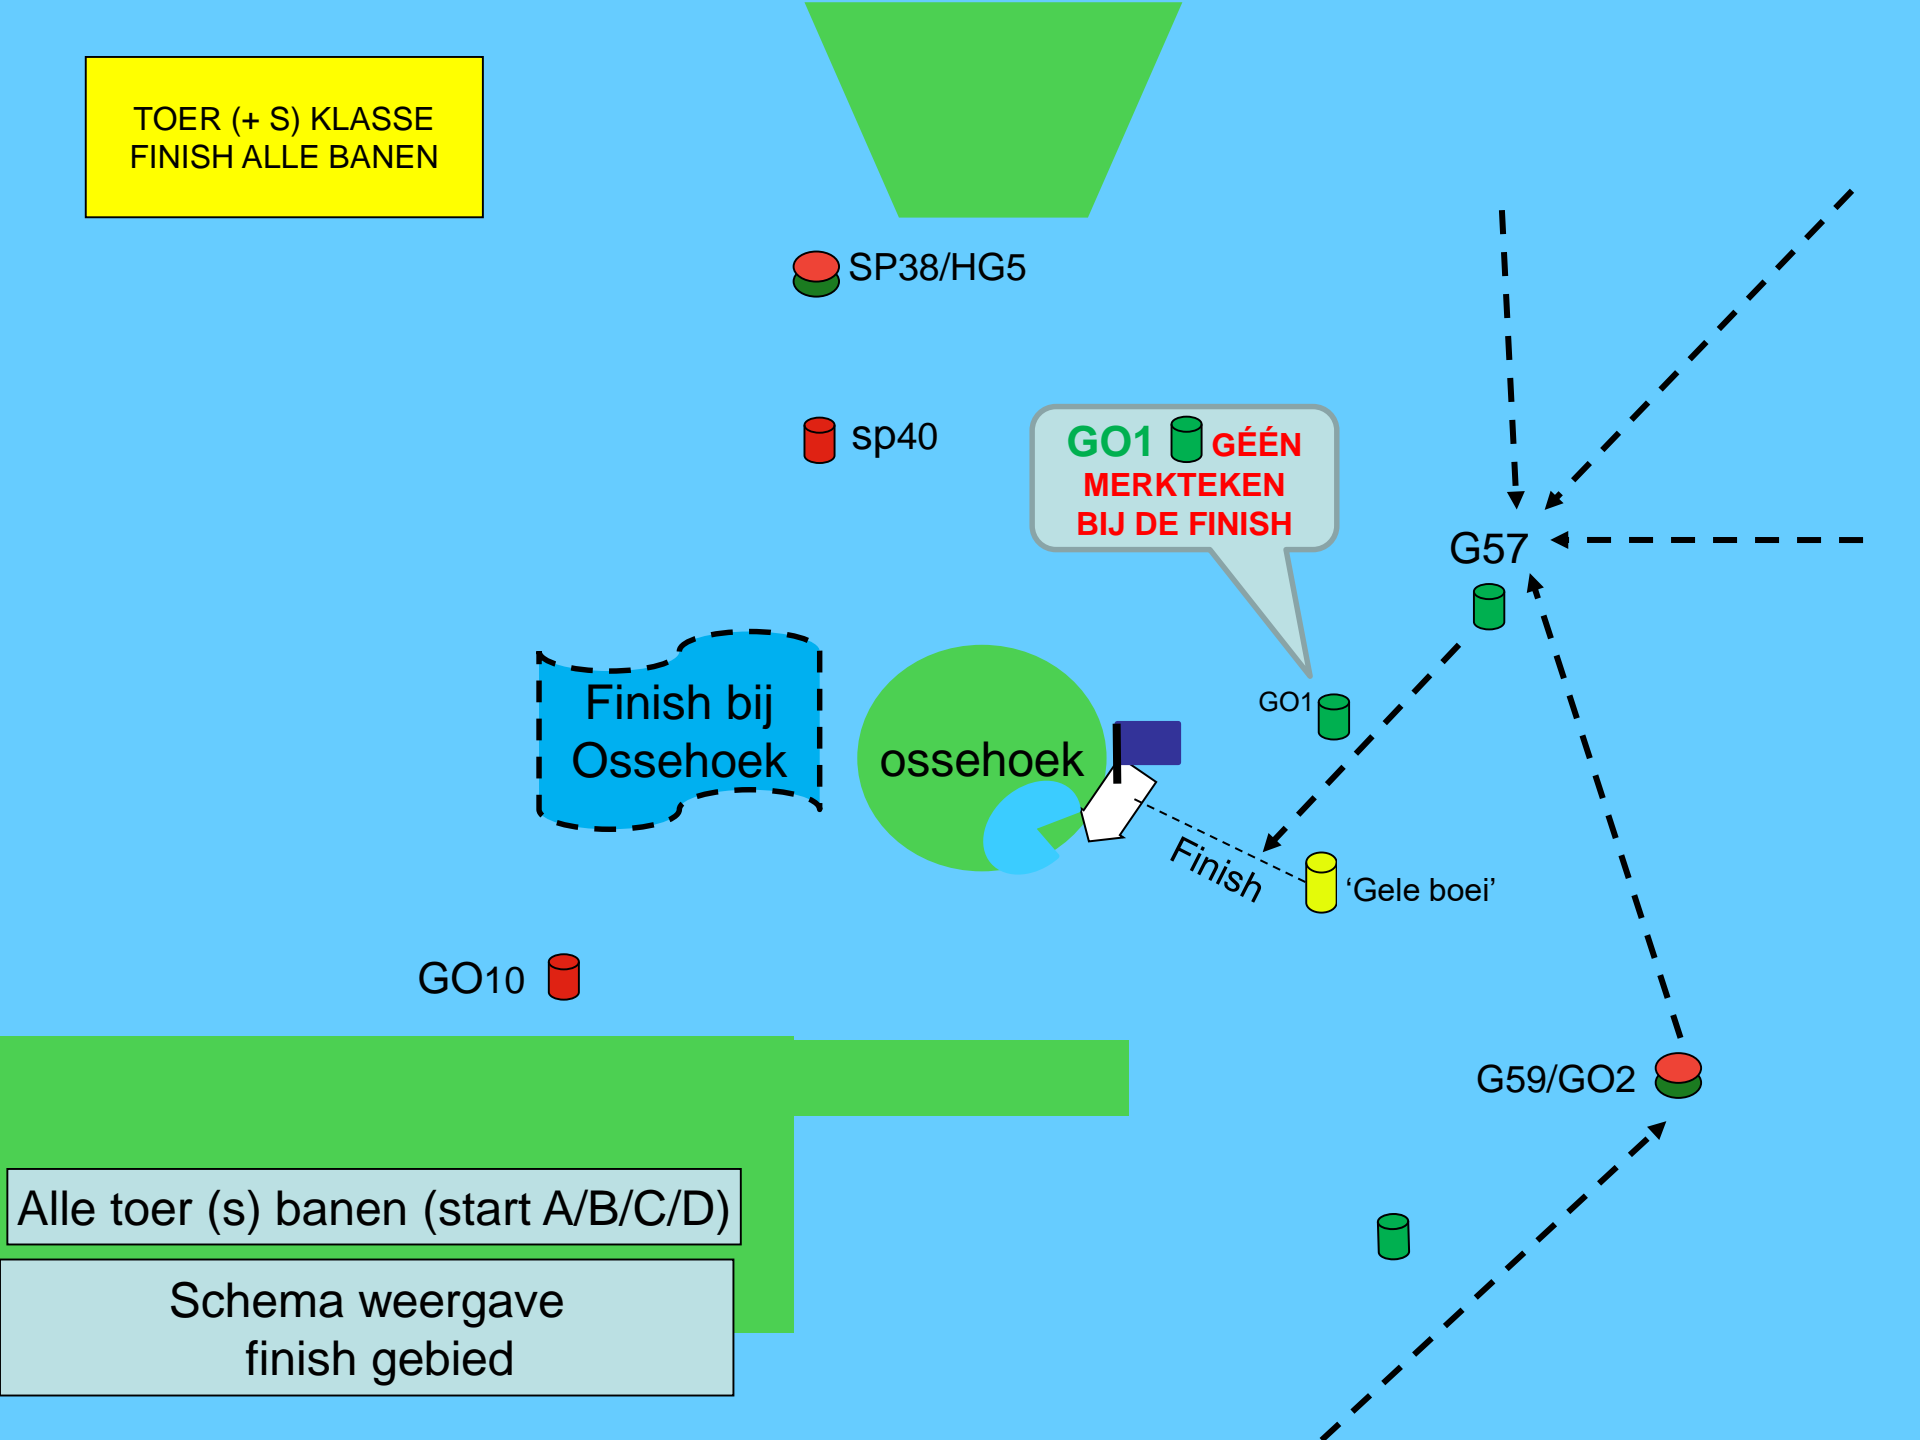 TOER (+ S) KLASSE
FINISH ALLE BANEN
SP38/HG5
sp40
GO1 GÉÉN
MERKTEKEN
BIJ DE FINISH
G57
Finish bij
Ossehoek
ossehoek
GO1
Finish
‘Gele boei’
GO10
G59/GO2
Alle toer (s) banen (start A/B/C/D)
Schema weergave
finish gebied